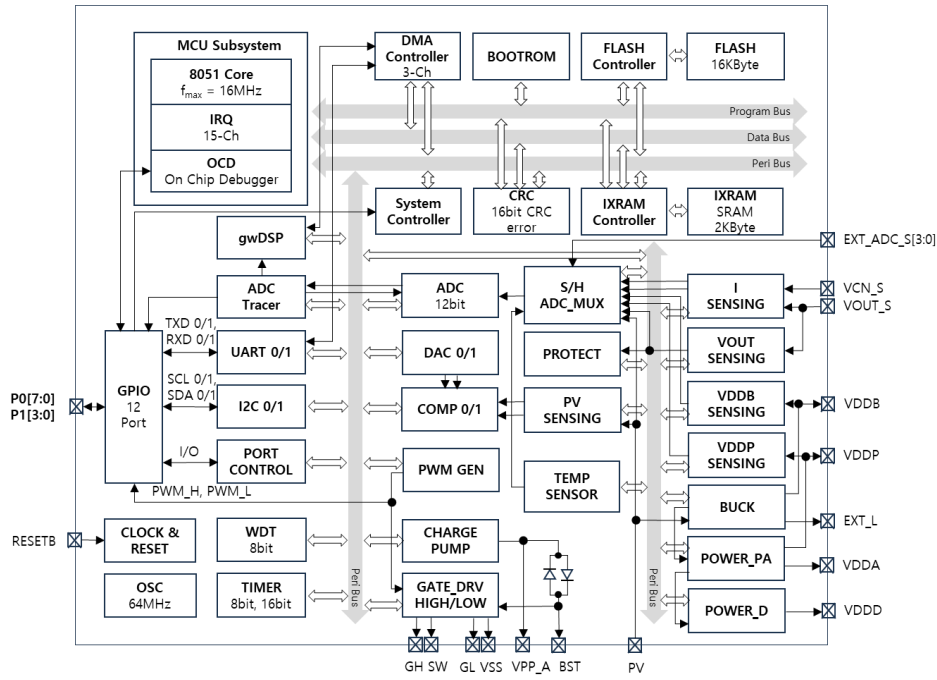 MCU Subsystem
8051 Core
fmax = 16MHz
IRQ
15-Ch
OCD
On Chip Debugger
DMA
Controller
3-Ch
BOOTROM
FLASH
Controller
FLASH
16KByte
Program Bus
Data Bus
Peri Bus
System
Controller
CRC
16bit CRC
error
IXRAM
Controller
IXRAM
SRAM
2KByte
gwDSP
EXT_ADC_S[3:0]
ADC
Tracer
ADC
12bit
S/H
ADC_MUX
I
SENSING
VCN_S
VOUT_S
TXD 0/1,
RXD 0/1
UART 0/1
DAC 0/1
PROTECT
VOUT
SENSING
P0[7:0]
P1[3:0]
GPIO
12
Port
SCL 0/1,
SDA 0/1
I2C 0/1
COMP 0/1
PV
SENSING
VDDB
SENSING
VDDB
I/O
PORT
CONTROL
PWM GEN
TEMP
SENSOR
VDDP
SENSING
VDDP
PWM_H, PWM_L
BUCK
EXT_L
RESETB
CLOCK &
RESET
WDT
8bit
CHARGE
PUMP
POWER_PA
VDDA
OSC
64MHz
TIMER
8bit, 16bit
Peri Bus
GATE_DRV
HIGH/LOW
Peri Bus
POWER_D
VDDD
GH
SW
GL
VSS
VPP_A
BST
PV